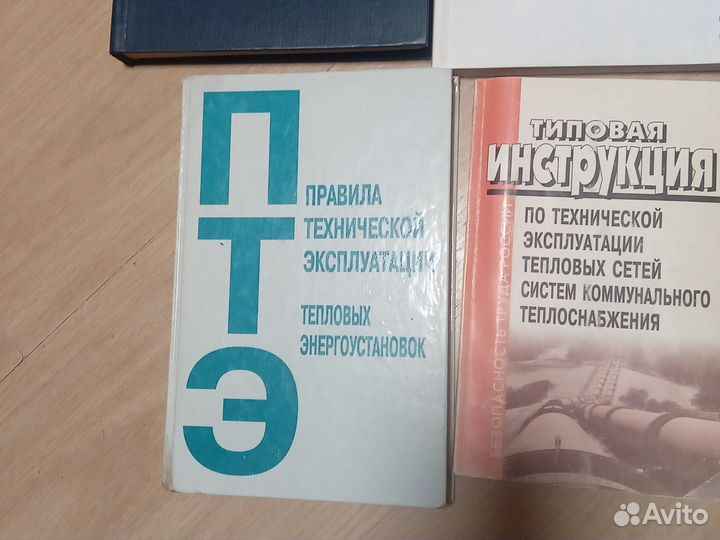 ПТЭ
ПРАВИЛА
ТЕХНИЧЕСКОЙ
ЭКСПЛУАТАЦИИ
ТЕПЛОВЫХ
ЭНЕРГОУСТАНОВОК
ТИПОВАЯ
ИНСТРУКЦИЯ
ПО ТЕХНИЧЕСКОЙ
ЭКСПЛУАТАЦИИ
ТЕПЛОВЫХ СЕТЕЙ
СИСТЕМ КОММУНАЛЬНОГО
ТЕПЛОСНАБЖЕНИЯ
БЕЗОПАСНОСТЬ ТРУДА РОССИИ
Avito